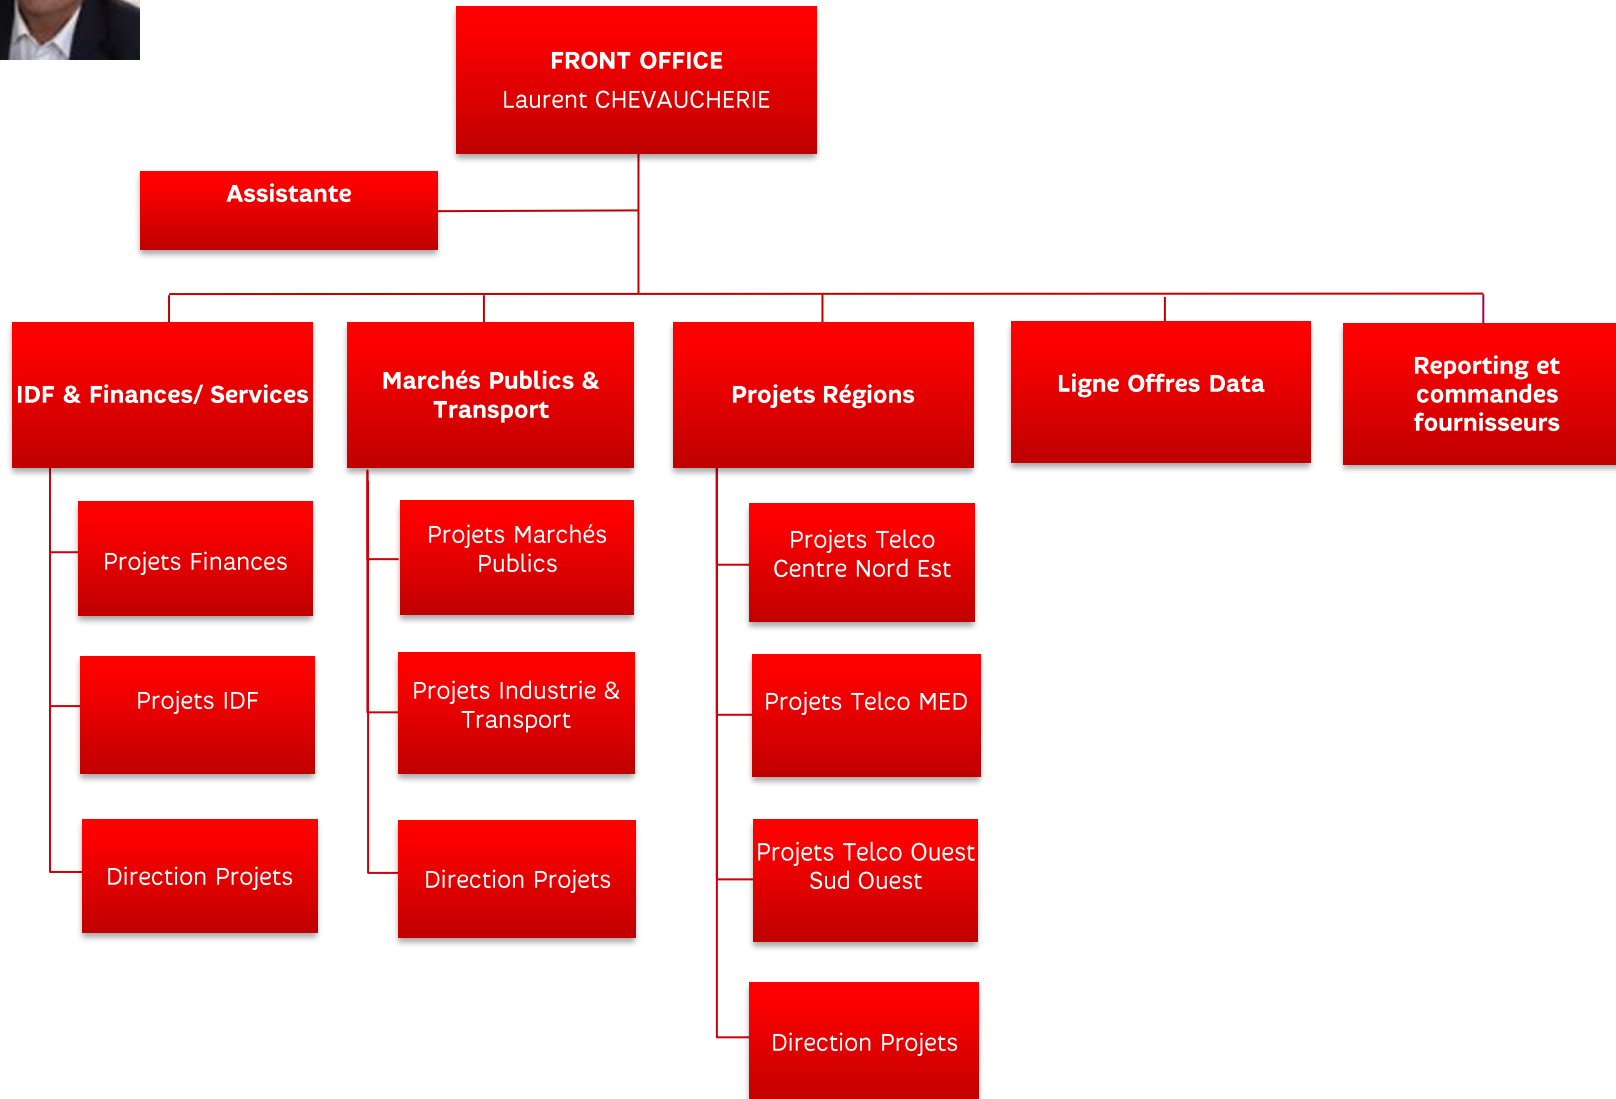 FRONT OFFICE
Laurent CHEVAUCHERIE
Assistante
IDF & Finances/ Services
Marchés Publics &
Transport
Projets Régions
Ligne Offres Data
Reporting et
commandes
fournisseurs
Projets Finances
Projets IDF
Direction Projets
Projets Marchés
Publics
Projets Industrie &
Transport
Direction Projets
Projets Telco
Centre Nord Est
Projets Telco MED
Projets Telco Ouest
Sud Ouest
Direction Projets